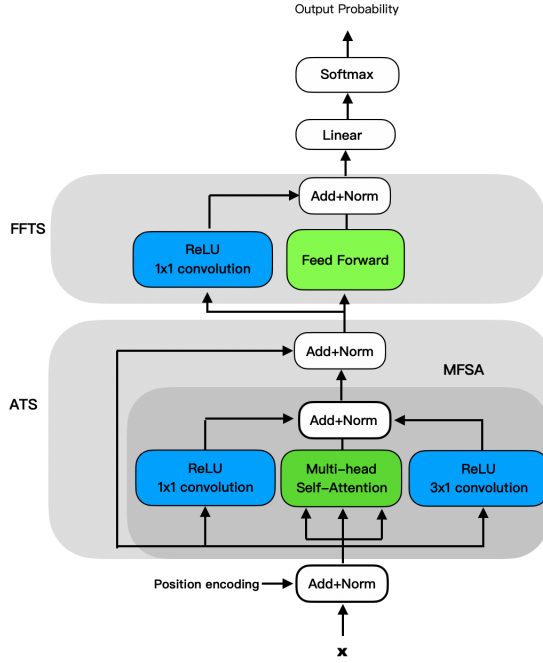 Output Probability
Softmax
Linear
Add+Norm
FFTS
ReLU
1x1 convolution
Feed Forward
Add+Norm
MFSA
ATS
Add+Norm
ReLU
1x1 convolution
Multi-head
Self-Attention
ReLU
3x1 convolution
Position encoding
Add+Norm
x